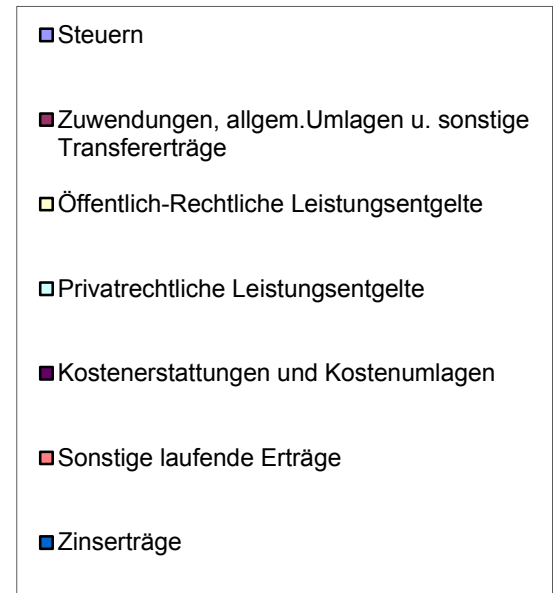 Steuern
Zuwendungen, allgem.Umlagen u. sonstige
Transfererträge
Öffentlich-Rechtliche Leistungsentgelte
Privatrechtliche Leistungsentgelte
Kostenerstattungen und Kostenumlagen
Sonstige laufende Erträge
Zinserträge